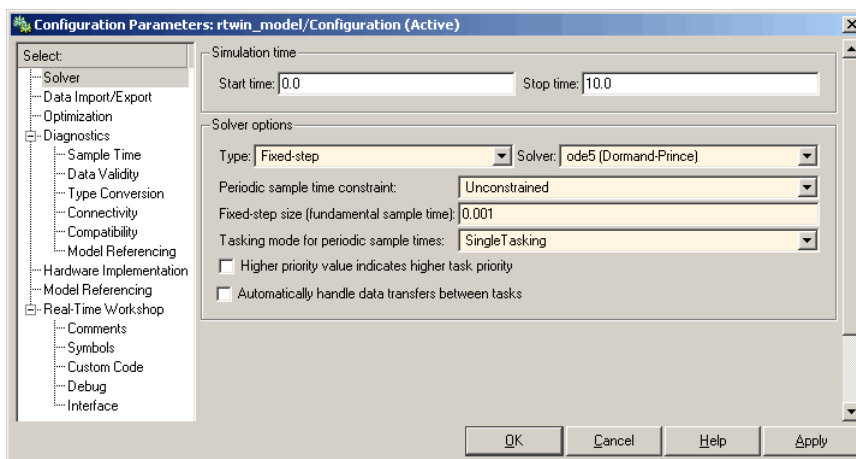 Configuration Parameters: rtwin_model/Configuration (Active)
Select:
Solver
Data Import/Export
Optimization
Diagnostics
Sample Time
Data Validity
Type Conversion
Connectivity
Compatibility
Model Referencing
Hardware Implementation
Model Referencing
Real-Time Workshop
Comments
Symbols
Custom Code
Debug
Interface
Simulation time
Start time: 0.0 Stop time: 10.0
Solver options
Type: Fixed-step Solver: ode5 (Dormand-Prince)
Periodic sample time constraint: Unconstrained
Fixed-step size (fundamental sample time): 0.001
Tasking mode for periodic sample times: SingleTasking
Higher priority value indicates higher task priority
Automatically handle data transfers between tasks
OK Cancel Help Apply